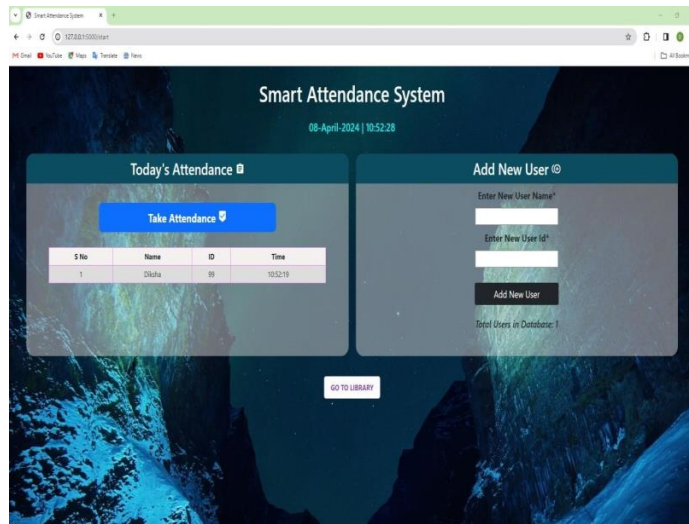 Smart Attendance System
127.0.0.1:5000/start
Gmail YouTube Maps Translate News
All Bookm
Smart Attendance System
08-April-2024 | 10:52:28
Today's Attendance
Take Attendance
S No Name ID Time
1 Diksha 99 10:52:19
Add New User
Enter New User Name*
Enter New User Id*
Add New User
Total Users in Database: 1
GO TO LIBRARY